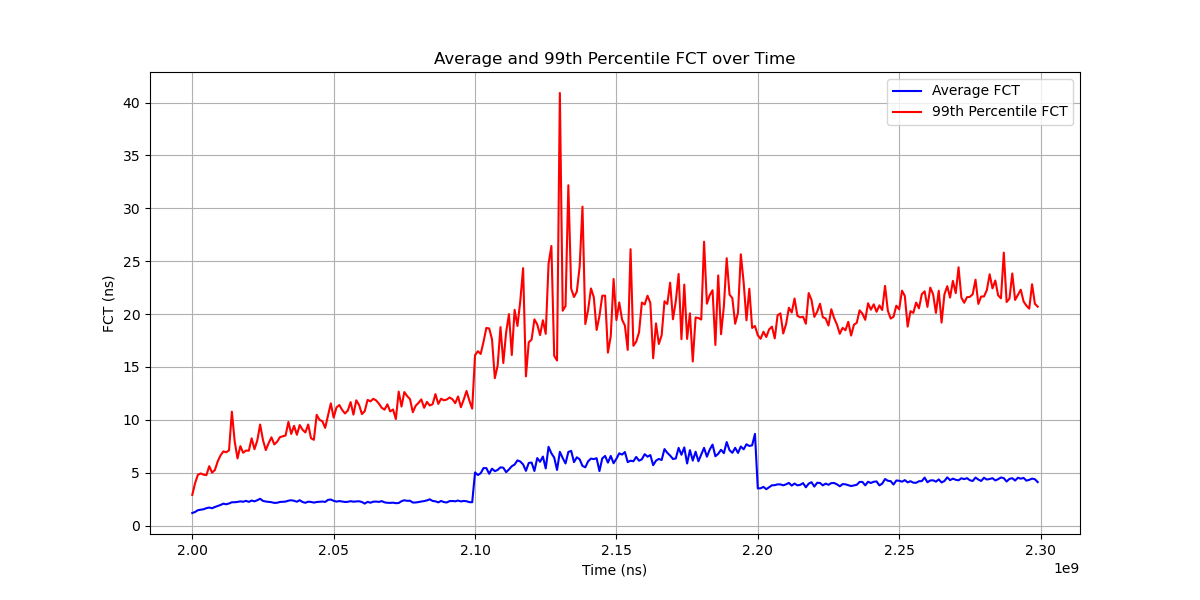 Average and 99th Percentile FCT over Time
Average FCT
99th Percentile FCT
FCT (ns)
40
35
30
25
20
15
10
5
0
2.00 2.05 2.10 2.15 2.20 2.25 2.30
1e9
Time (ns)